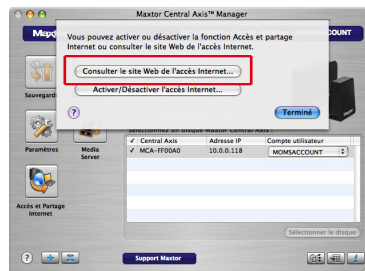 Maxtor Central Axis™ Manager
Vous pouvez activer ou désactiver la fonction Accès et partage
Internet ou consulter le site Web de l'accès Internet.
Consulter le site Web de l'accès Internet...
Activer/Désactiver l'accès Internet...
?
Terminé
COUNT
Sauvegard
Sélectionnez un disque Maxtor Central Axis :
✓ Central Axis
Adresse IP
Compte utilisateur
✓ MCA-FF00A0
10.0.0.118
MOMSACCOUNT
Paramètres
Media
Server
Accès et Partage
Internet
Sélectionner le disque
?
+
Support Maxtor